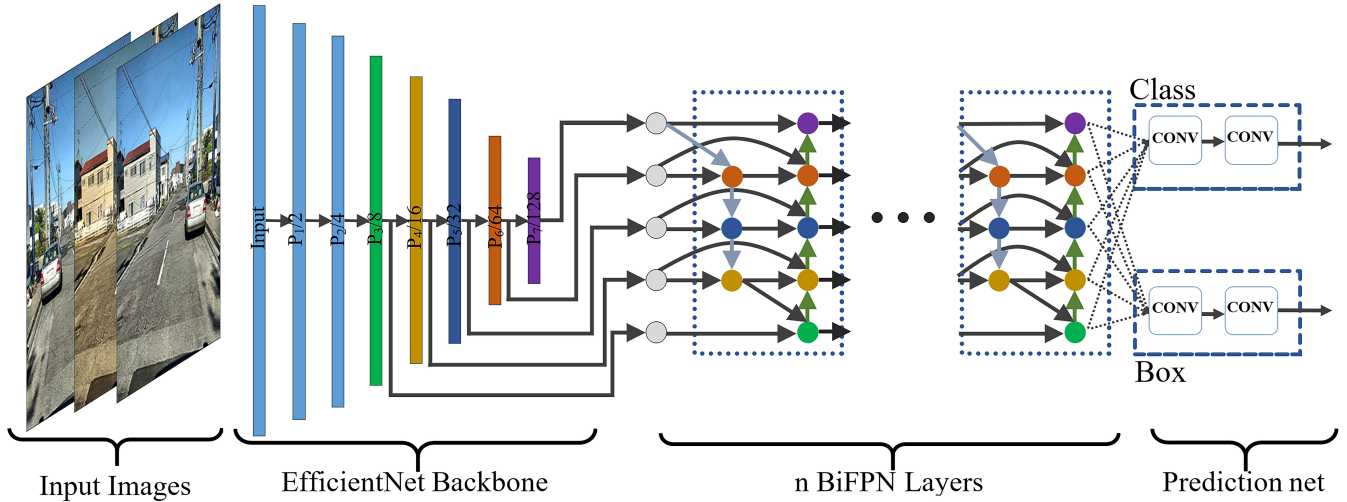 Input
P₁/2
P₂/4
P₃/8
P₄/16
P₅/32
P₆/64
P₇/128
Class
CONV
CONV
CONV
CONV
Box
Input Images
EfficientNet Backbone
n BiFPN Layers
Prediction net